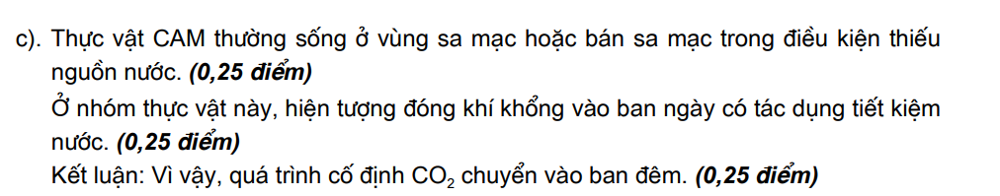 c). Thực vật CAM thường sống ở vùng sa mạc hoặc bán sa mạc trong điều kiện thiếu
nguồn nước. (0,25 điểm)
Ở nhóm thực vật này, hiện tượng đóng khí khổng vào ban ngày có tác dụng tiết kiệm
nước. (0,25 điểm)
Kết luận: Vì vậy, quá trình cố định CO₂ chuyển vào ban đêm. (0,25 điểm)